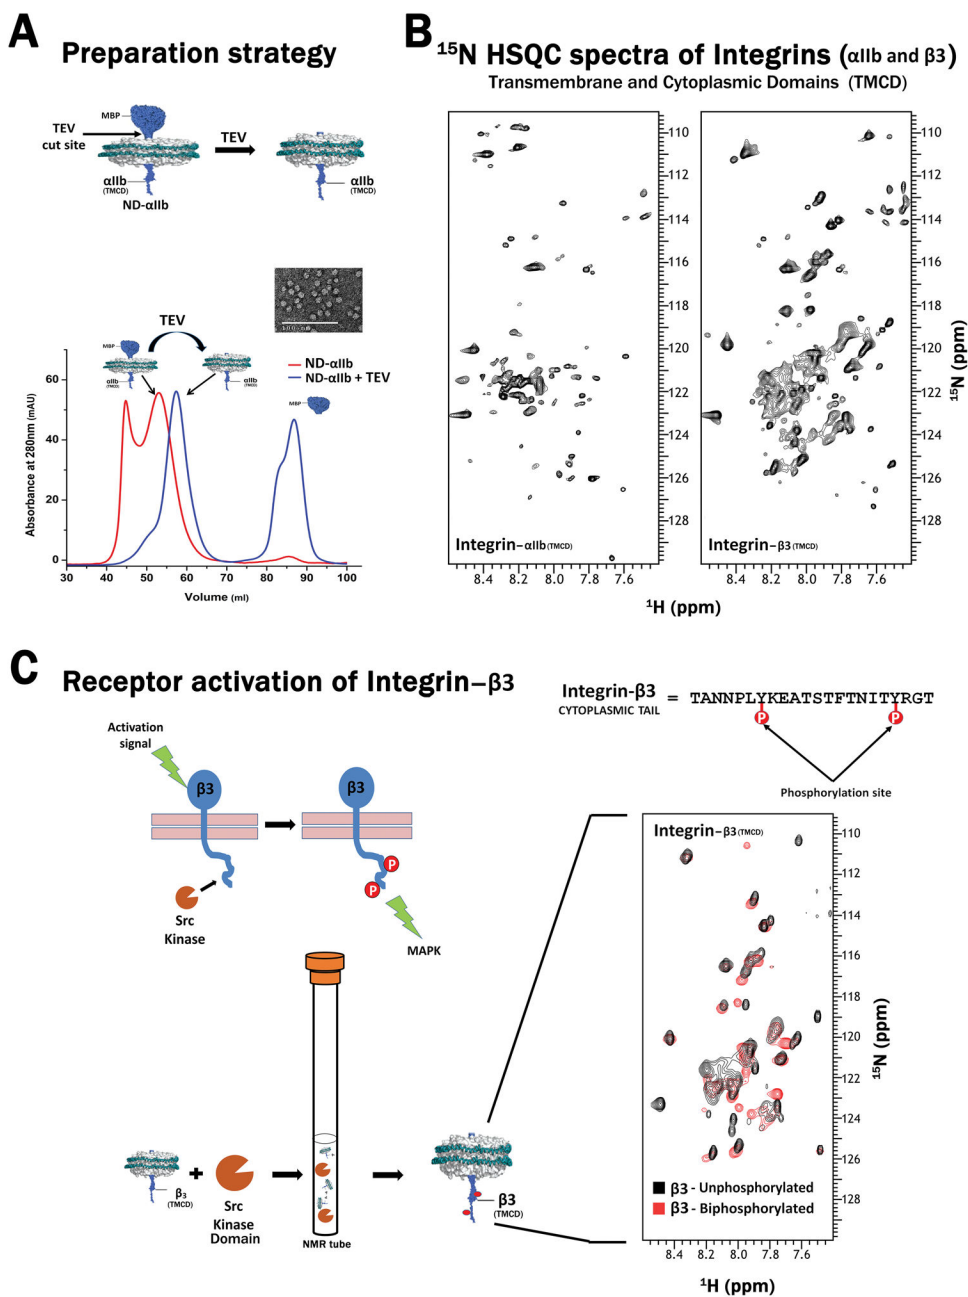 A
Preparation strategy
MBP
TEV
cut site
TEV
αIIb
(TMCD)
ND-αIIb
αIIb
(TMCD)
100 nm
TEV
MBP
αIIb
(TMCD)
αIIb
(TMCD)
ND-αIIb
ND-αIIb + TEV
MBP
Absorbance at 280nm (mAU)
60
40
20
0
30 40 50 60 70 80 90 100
Volume (ml)
B
15N HSQC spectra of Integrins (αIIb and β3)
Transmembrane and Cytoplasmic Domains (TMCD)
110
112
114
116
118
120
122
124
126
128
Integrin-αIIb(TMCD)
8.4 8.2 8.0 7.8 7.6
110
112
114
116
118
120
122
124
126
128
15N (ppm)
Integrin-β3(TMCD)
8.4 8.2 8.0 7.8 7.6
1H (ppm)
C
Receptor activation of Integrin-β3
Activation
signal
β3
β3
P
P
Src
Kinase
MAPK
Integrin-β3
CYTOPLASMIC TAIL
= TANNPLYKEATSTFTNITYRGT
P
P
Phosphorylation site
β3
(TMCD)
+
Src
Kinase
Domain
NMR tube
β3
(TMCD)
Integrin-β3(TMCD)
110
112
114
116
118
120
122
124
126
128
15N (ppm)
β3 - Unphosphorylated
β3 - Biphosphorylated
8.4 8.2 8.0 7.8 7.6
1H (ppm)